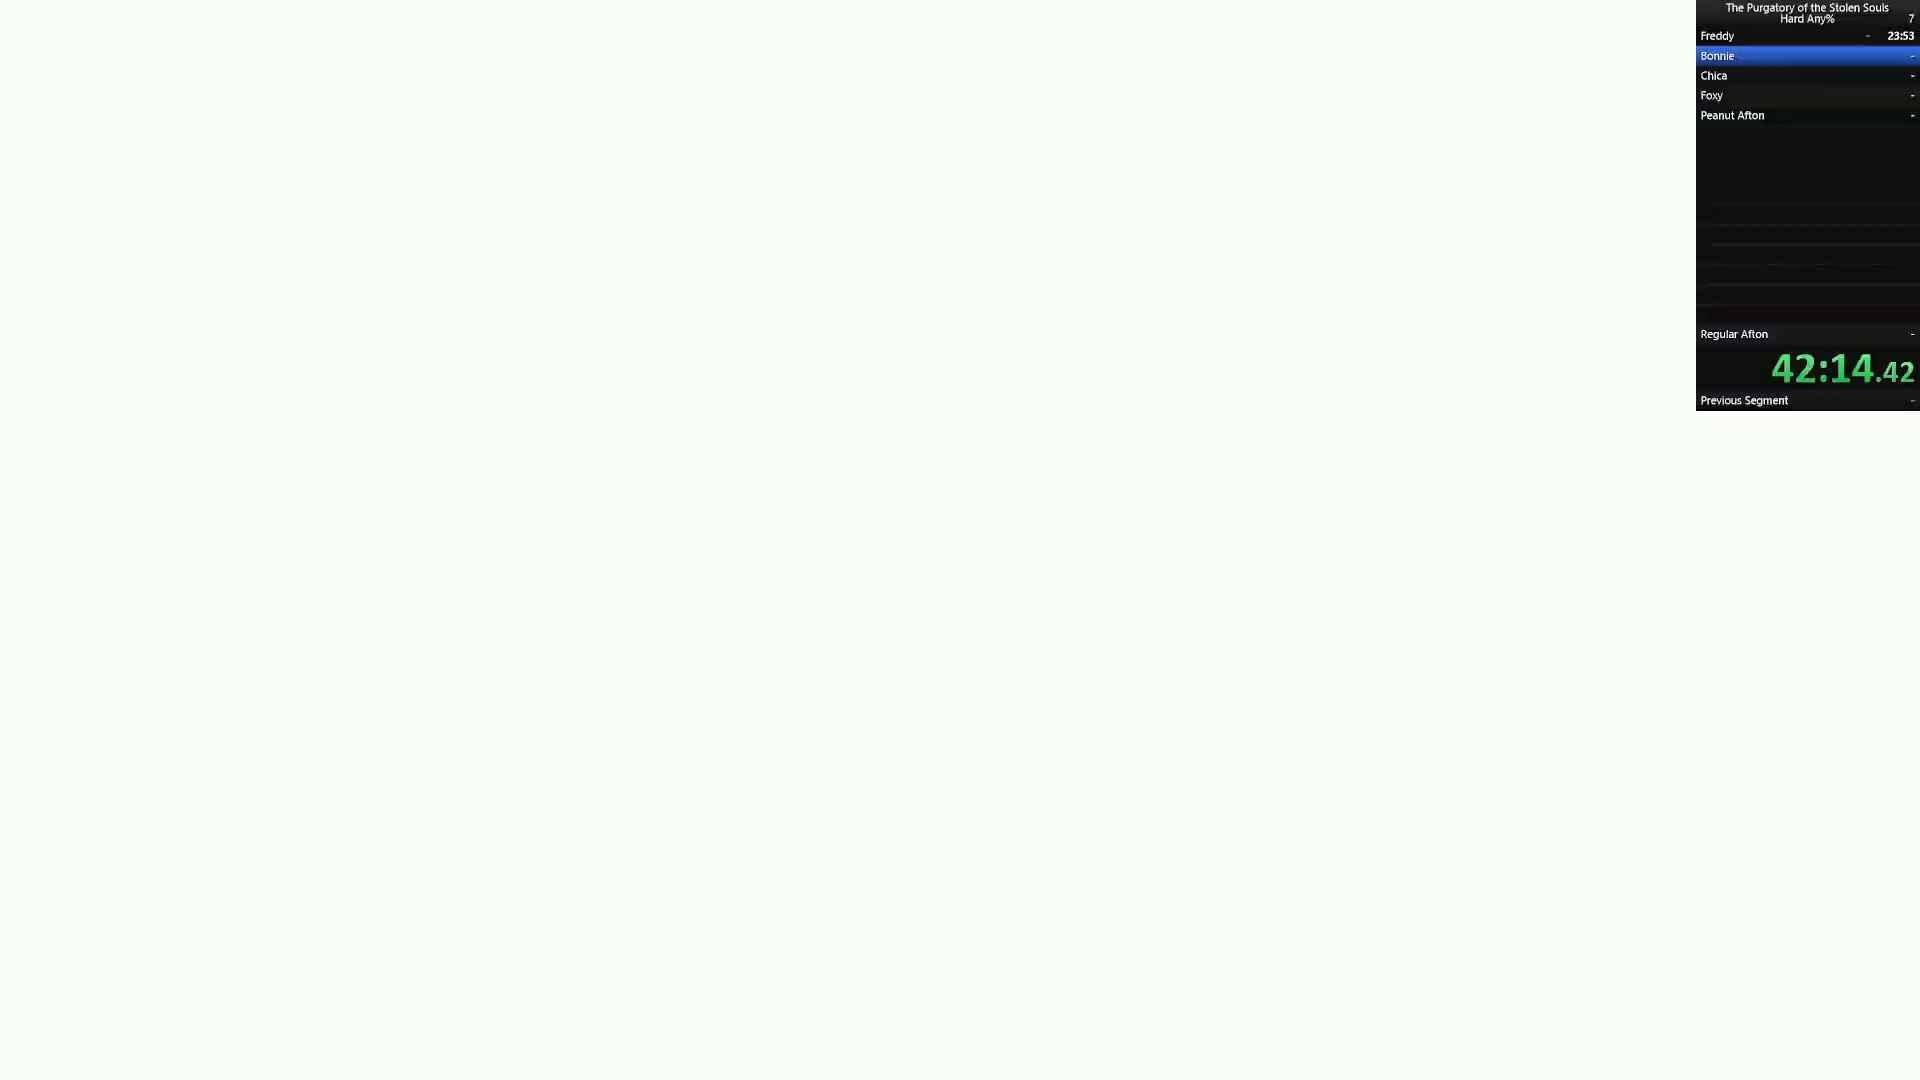 The Purgatory of the Stolen Souls
Hard Any% 7
Freddy - 23:53
Bonnie -
Chica -
Foxy -
Peanut Afton -
Regular Afton -
42:14.42
Previous Segment -